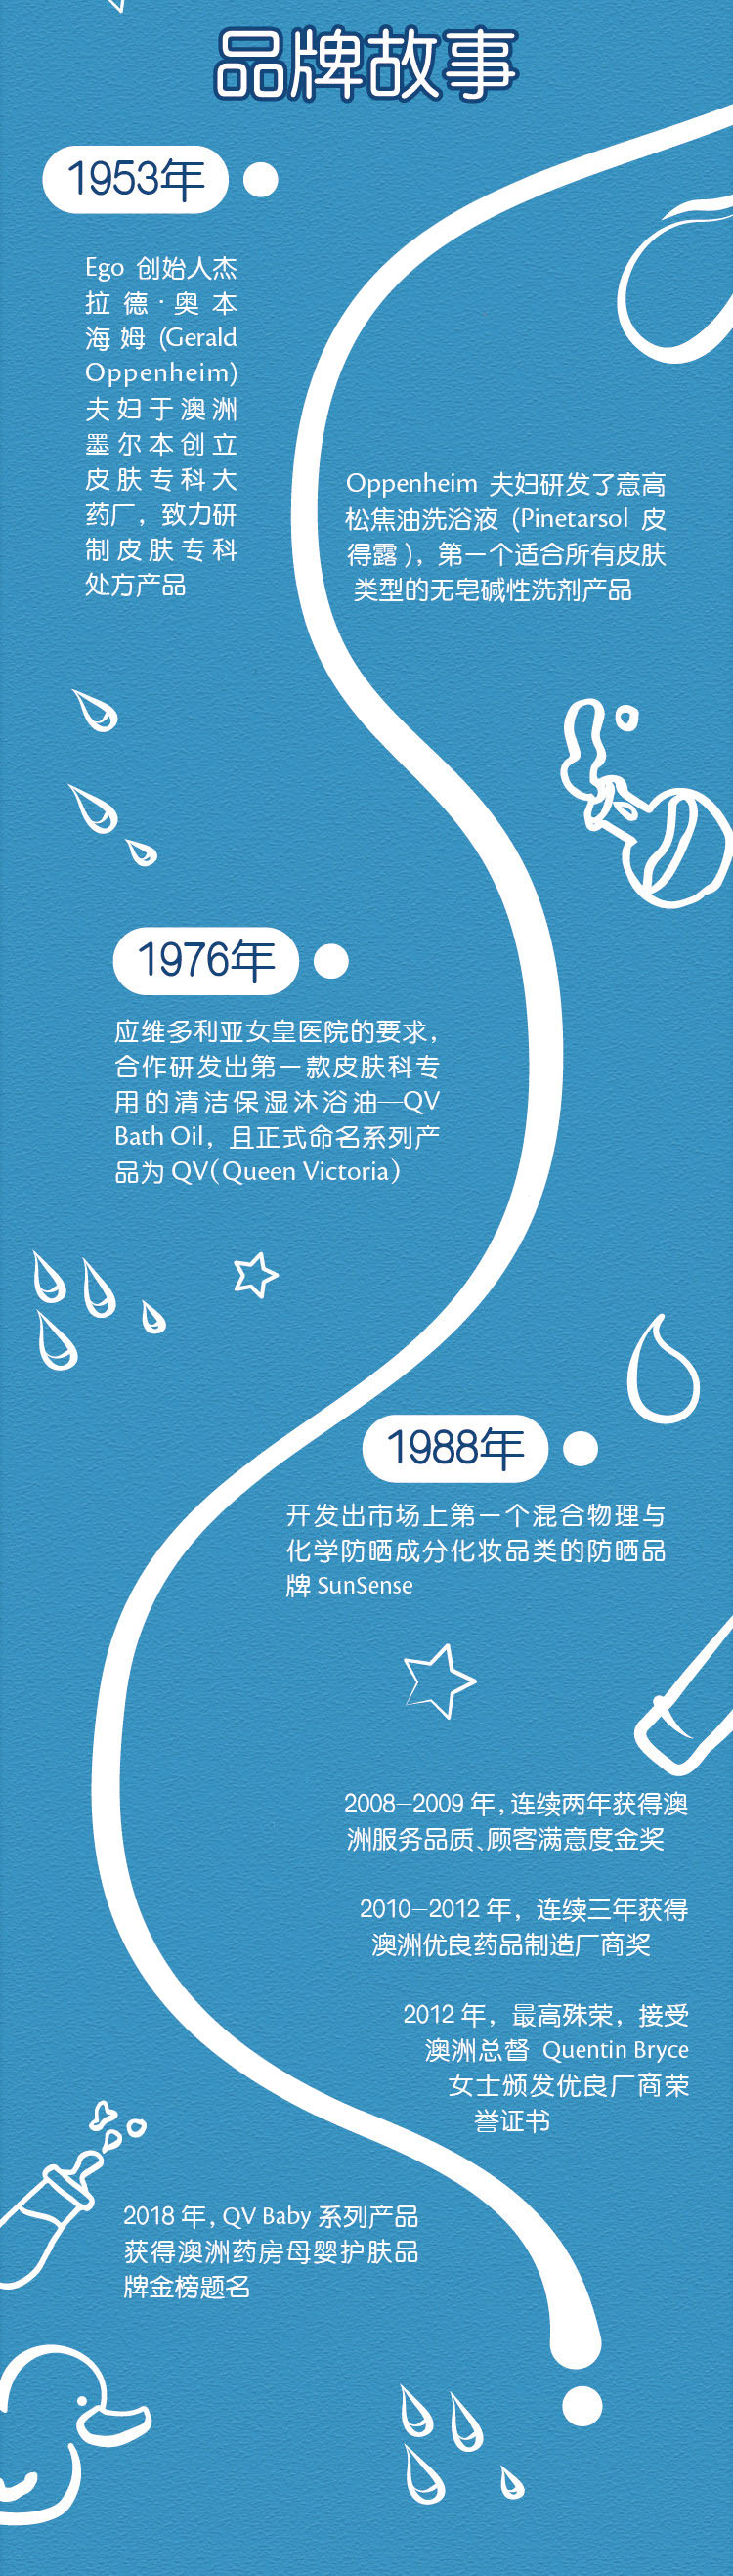 品牌故事
1953年
Ego 创始人杰
拉德·奥本
海姆 (Gerald
Oppenheim)
夫妇于澳洲
墨尔本创立
皮肤专科大
药厂，致力研
制皮肤专科
处方产品
Oppenheim 夫妇研发了意高
松焦油洗浴液 (Pinetarsol 皮
得露 )，第一个适合所有皮肤
类型的无皂碱性洗剂产品
1976年
应维多利亚女皇医院的要求，
合作研发出第一款皮肤科专
用的清洁保湿沐浴油—QV
Bath Oil，且正式命名系列产
品为 QV(Queen Victoria)
1988年
开发出市场上第一个混合物理与
化学防晒成分化妆品类的防晒品
牌 SunSense
2008—2009 年，连续两年获得澳
洲服务品质、顾客满意度金奖
2010—2012 年，连续三年获得
澳洲优良药品制造厂商奖
2012 年，最高殊荣，接受
澳洲总督 Quentin Bryce
女士颁发优良厂商荣
誉证书
2018 年，QV Baby 系列产品
获得澳洲药房母婴护肤品
牌金榜题名